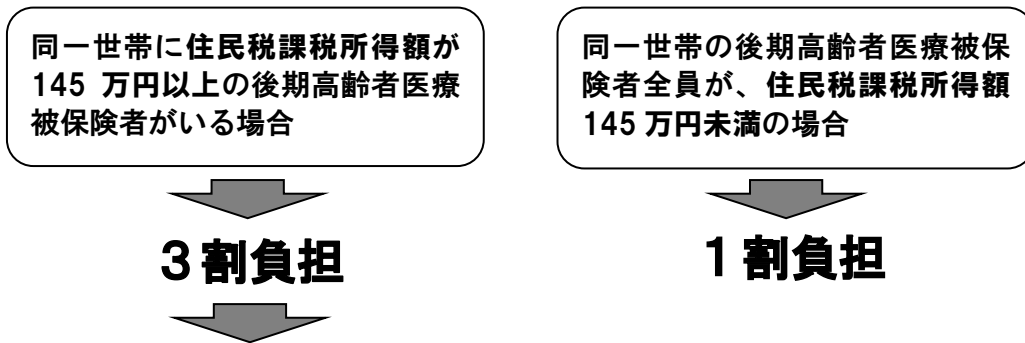 同一世帯に住民税課税所得額が
145 万円以上の後期高齢者医療
被保険者がいる場合
同一世帯の後期高齢者医療被保
険者全員が、住民税課税所得額
145 万円未満の場合
３割負担
１割負担